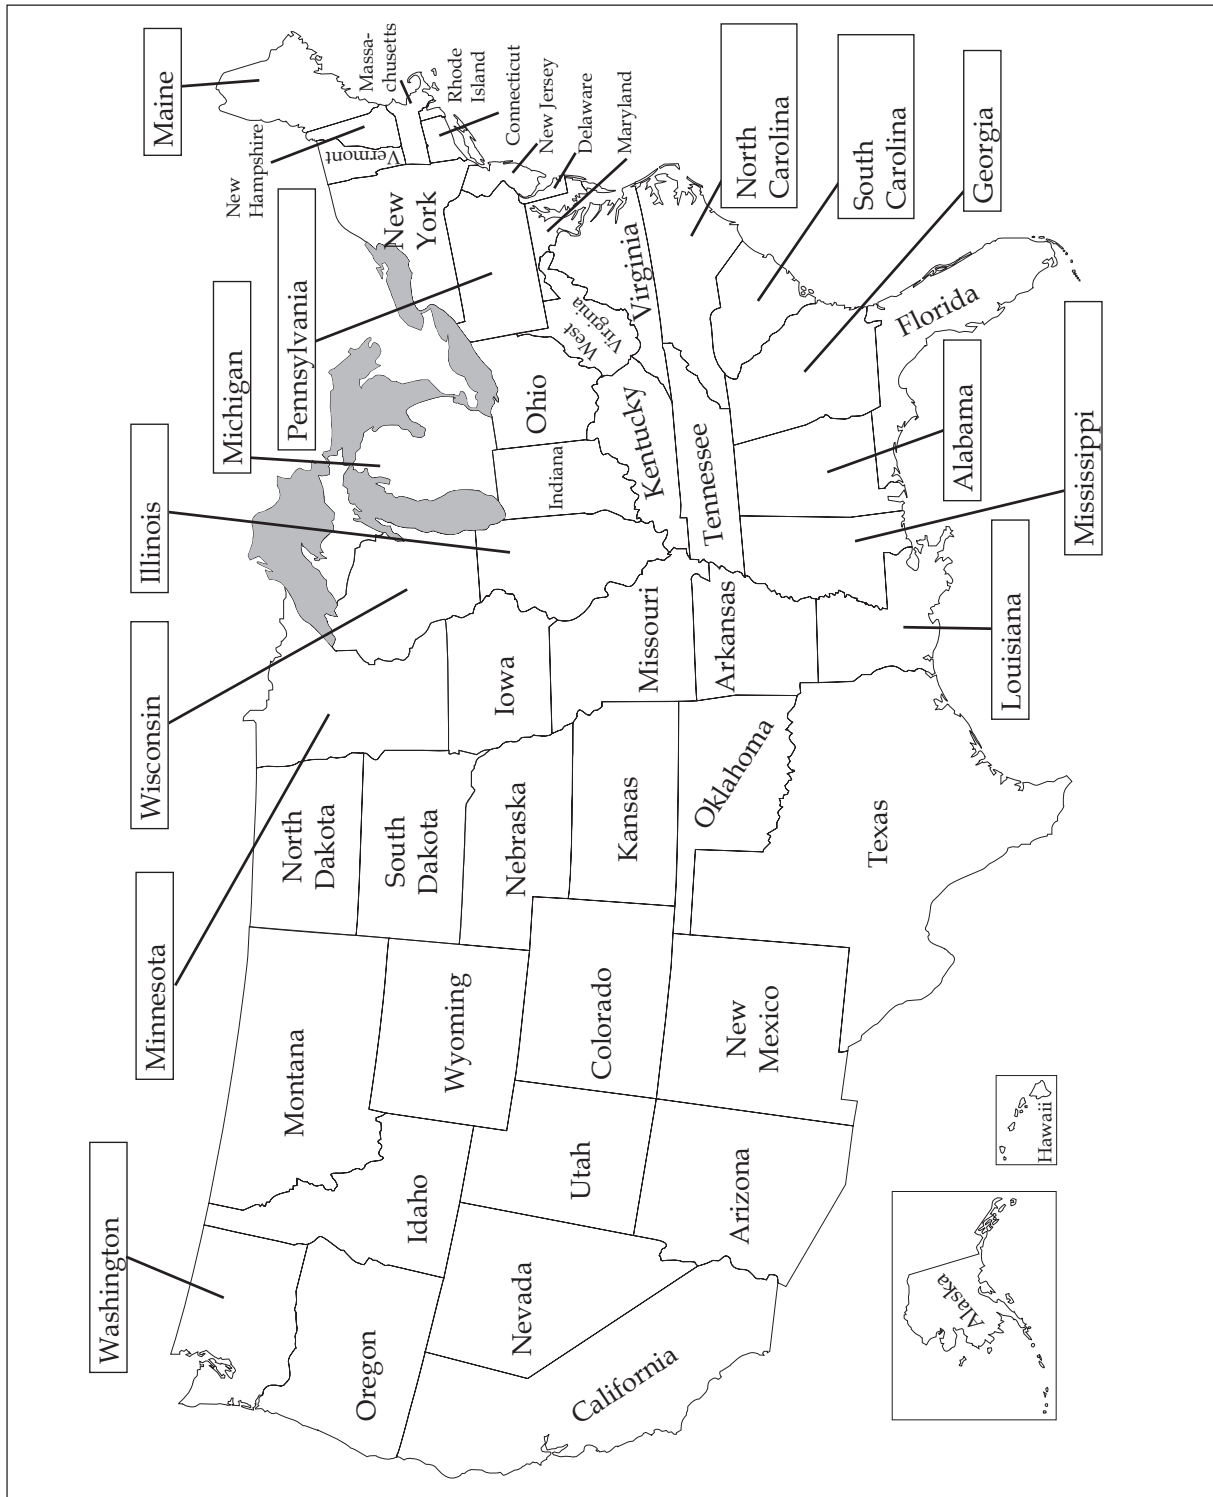 Washington
Minnesota
Wisconsin
Illinois
Michigan
Pennsylvania
Maine
New
Hampshire
Vermont
Massa-
chusetts
Rhode
Island
Connecticut
New Jersey
Delaware
Maryland
North
Carolina
South
Carolina
Georgia
Oregon
Idaho
Montana
North
Dakota
South
Dakota
Wyoming
Nebraska
Iowa
New
York
Nevada
Utah
Colorado
Kansas
Missouri
Indiana
Ohio
West
Virginia
Virginia
Kentucky
California
Arizona
New
Mexico
Oklahoma
Arkansas
Tennessee
Texas
Florida
Alabama
Louisiana
Mississippi
Alaska
Hawaii